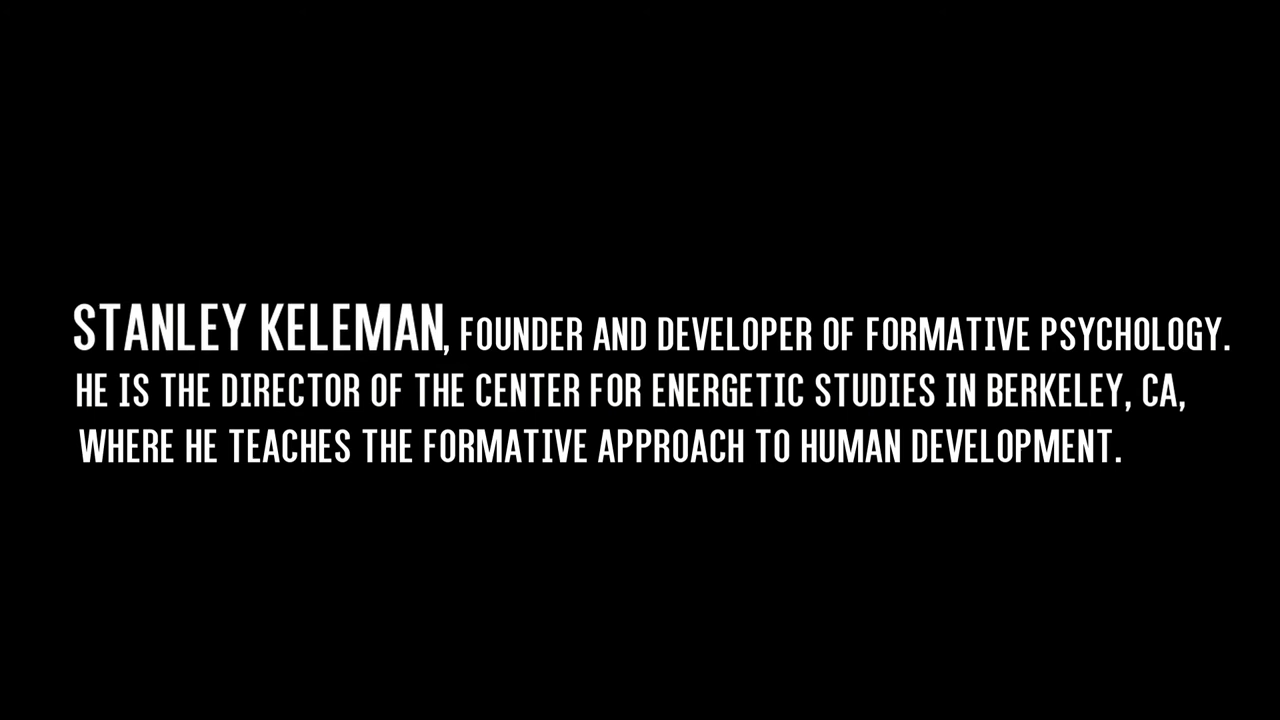 STANLEY KELEMAN, FOUNDER AND DEVELOPER OF FORMATIVE PSYCHOLOGY.
HE IS THE DIRECTOR OF THE CENTER FOR ENERGETIC STUDIES IN BERKELEY, CA,
WHERE HE TEACHES THE FORMATIVE APPROACH TO HUMAN DEVELOPMENT.